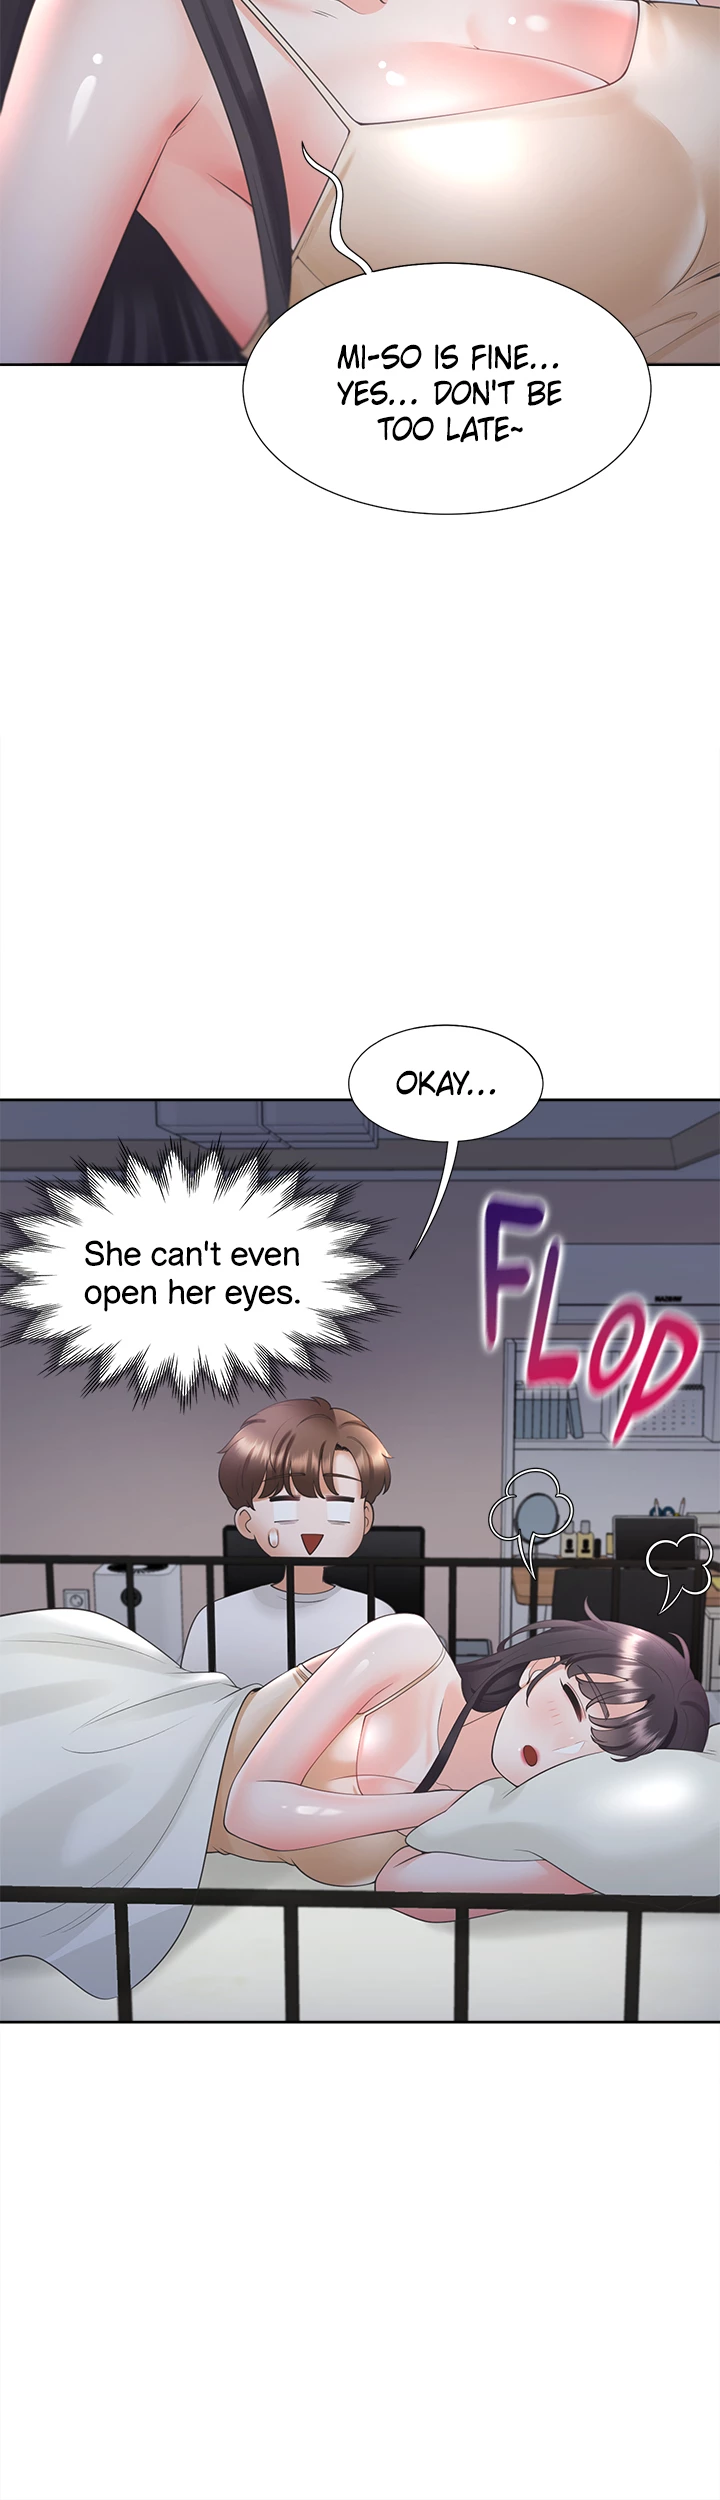 MI-SO IS FINE...
YES... DON'T BE
TOO LATE~
OKAY...
She can't even
open her eyes.
FLOP